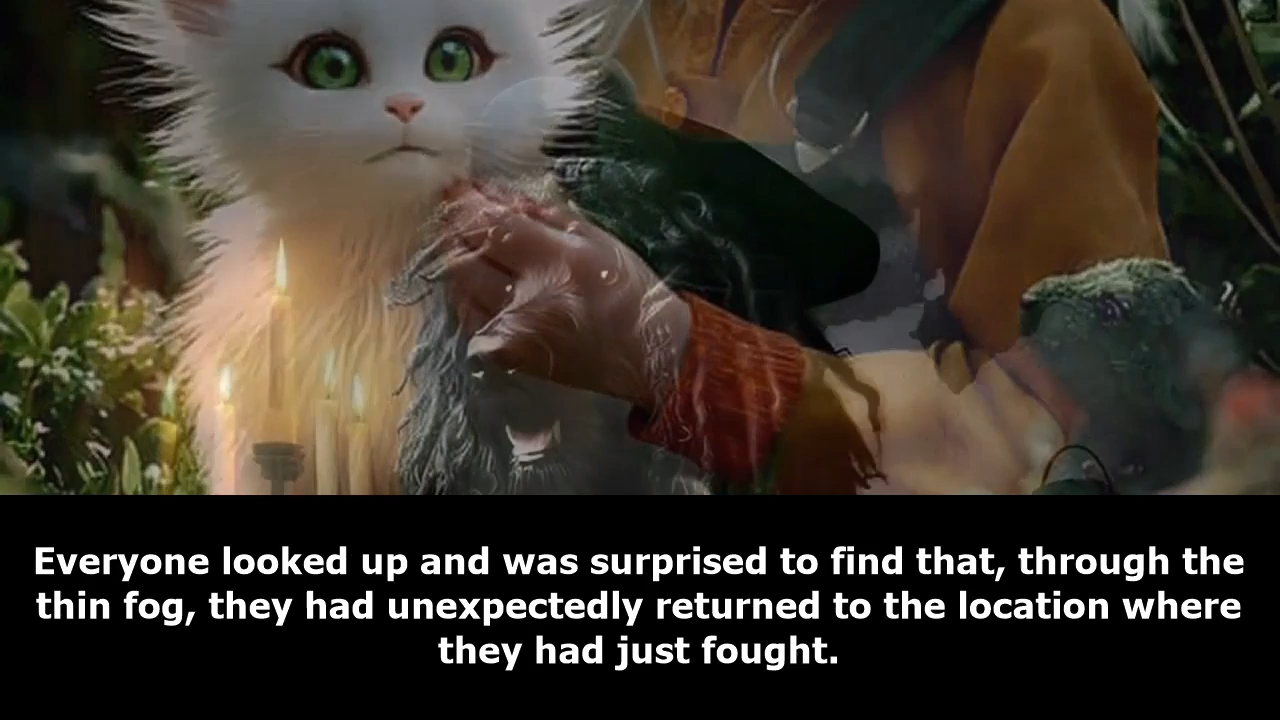 Everyone looked up and was surprised to find that, through the
thin fog, they had unexpectedly returned to the location where
they had just fought.